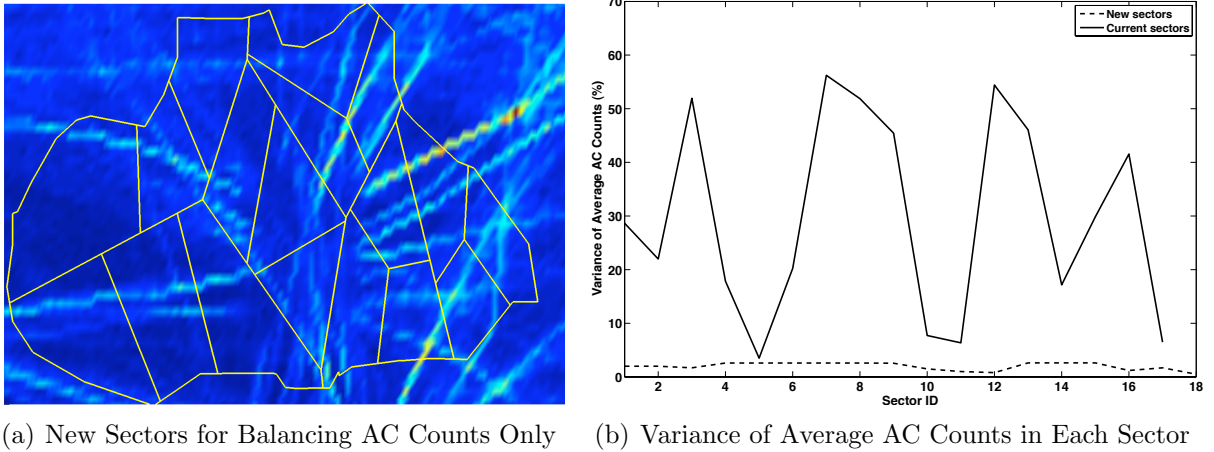 70
60
50
40
30
20
10
0
Variance of Average AC Counts (%)
New sectors
Current sectors
2 4 6 8 10 12 14 16 18
Sector ID
(a) New Sectors for Balancing AC Counts Only
(b) Variance of Average AC Counts in Each Sector